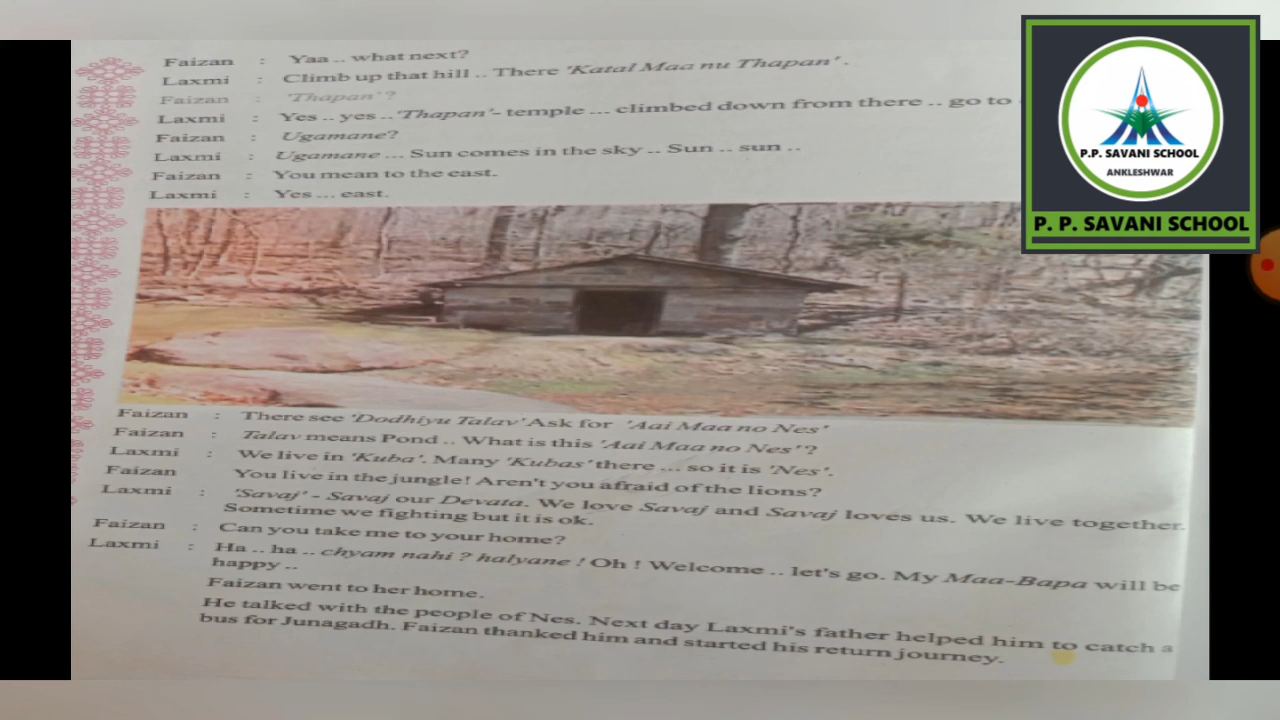 Faizan : Yaa .. what next?
Laxmi : Climb up that hill .. There 'Katal Maa nu Thapan' .
Faizan : 'Thapan' ?
Laxmi : Yes .. yes .. 'Thapan'- temple ... climbed down from there .. go to
Faizan : Ugamane?
Laxmi : Ugamane ... Sun comes in the sky .. Sun .. sun ..
Faizan : You mean to the east.
Laxmi : Yes ... east.
Faizan : There see 'Dodhiyu Talav' Ask for 'Aai Maa no Nes'
Faizan : Talav means Pond .. What is this 'Aai Maa no Nes' ?
Laxmi : We live in 'Kuba'. Many 'Kubas' there ... so it is 'Nes'.
Faizan You live in the jungle! Aren't you afraid of the lions?
Laxmi : 'Savaj' - Savaj our Devata. We love Savaj and Savaj loves us. We live together.
Sometime we fighting but it is ok.
Faizan : Can you take me to your home?
Laxmi : Ha .. ha .. chyam nahi ? halyane ! Oh ! Welcome .. let's go. My Maa-Bapa will be
happy ..
Faizan went to her home.
He talked with the people of Nes. Next day Laxmi's father helped him to catch a
bus for Junagadh. Faizan thanked him and started his return journey.
P.P. SAVANI SCHOOL
ANKLESHWAR
P. P. SAVANI SCHOOL